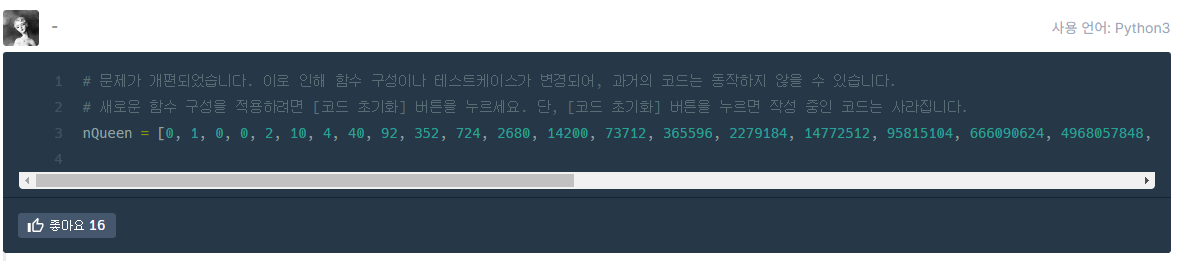 -
사용 언어: Python3
1 # 문제가 개편되었습니다. 이로 인해 함수 구성이나 테스트케이스가 변경되어, 과거의 코드는 동작하지 않을 수 있습니다.
2 # 새로운 함수 구성을 적용하려면 [코드 초기화] 버튼을 누르세요. 단, [코드 초기화] 버튼을 누르면 작성 중인 코드는 사라집니다.
3 nQueen = [0, 1, 0, 0, 2, 10, 4, 40, 92, 352, 724, 2680, 14200, 73712, 365596, 2279184, 14772512, 95815104, 666090624, 4968057848,
4
좋아요 16